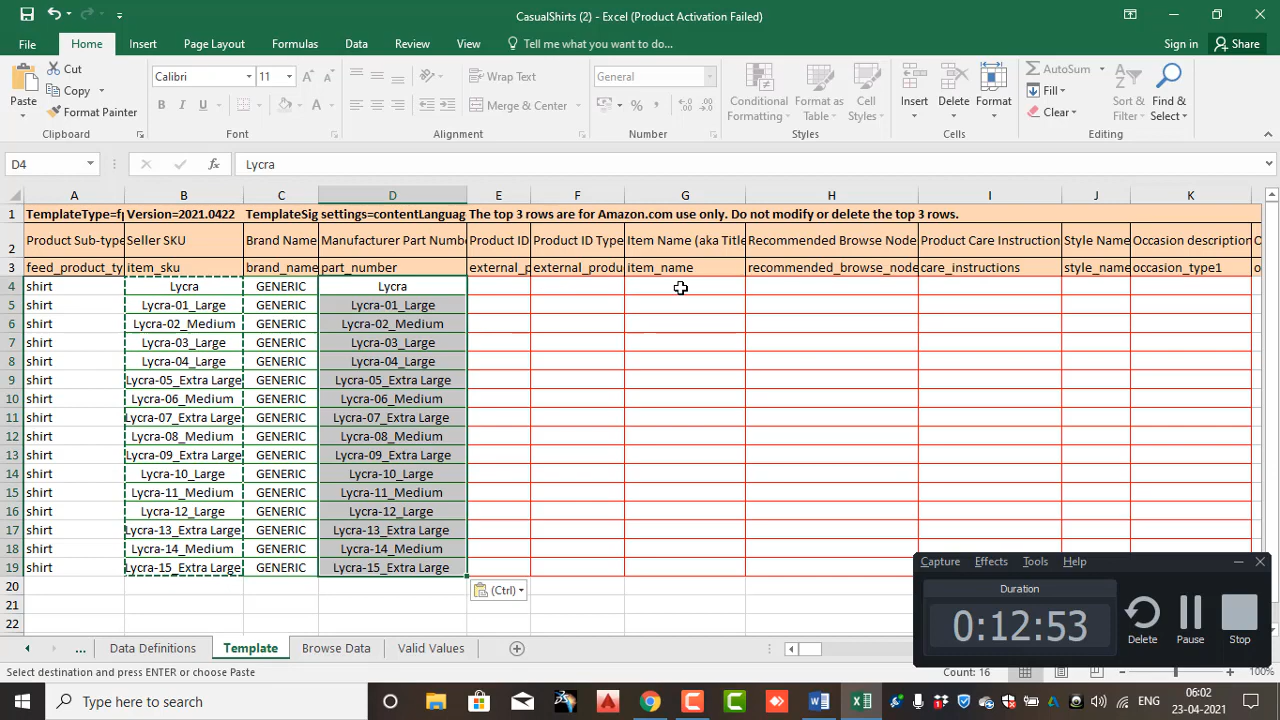 CasualShirts (2) - Excel (Product Activation Failed)
File Home Insert Page Layout Formulas Data Review View Tell me what you want to do... Sign in Share
Paste Cut Copy Format Painter Clipboard
Calibri 11 B I U A Font
Wrap Text Merge & Center Alignment
General % Number
Conditional Formatting Format as Table Cell Styles Styles
Insert Delete Format Cells
AutoSum Fill Clear Sort & Filter Find & Select Editing
D4 fx Lycra
A B C D E F G H I J K
1 TemplateType=f Version=2021.0422 TemplateSig settings=contentLanguag The top 3 rows are for Amazon.com use only. Do not modify or delete the top 3 rows.
2 Product Sub-type Seller SKU Brand Name Manufacturer Part Numb Product ID Product ID Type Item Name (aka Title Recommended Browse Node Product Care Instruction Style Name Occasion description
3 feed_product_ty item_sku brand_name part_number external_p external_produ item_name recommended_browse_node care_instructions style_name occasion_type1
4 shirt Lycra GENERIC Lycra
5 shirt Lycra-01_Large GENERIC Lycra-01_Large
6 shirt Lycra-02_Medium GENERIC Lycra-02_Medium
7 shirt Lycra-03_Large GENERIC Lycra-03_Large
8 shirt Lycra-04_Large GENERIC Lycra-04_Large
9 shirt Lycra-05_Extra Large GENERIC Lycra-05_Extra Large
10 shirt Lycra-06_Medium GENERIC Lycra-06_Medium
11 shirt Lycra-07_Extra Large GENERIC Lycra-07_Extra Large
12 shirt Lycra-08_Medium GENERIC Lycra-08_Medium
13 shirt Lycra-09_Extra Large GENERIC Lycra-09_Extra Large
14 shirt Lycra-10_Large GENERIC Lycra-10_Large
15 shirt Lycra-11_Medium GENERIC Lycra-11_Medium
16 shirt Lycra-12_Large GENERIC Lycra-12_Large
17 shirt Lycra-13_Extra Large GENERIC Lycra-13_Extra Large
18 shirt Lycra-14_Medium GENERIC Lycra-14_Medium
19 shirt Lycra-15_Extra Large GENERIC Lycra-15_Extra Large
20
21
22
(Ctrl)
Capture Effects Tools Help
Duration
0:12:53
Delete Pause Stop
... Data Definitions Template Browse Data Valid Values
Select destination and press ENTER or choose Paste Count: 16 100%
Type here to search ENG 06:02
23-04-2021